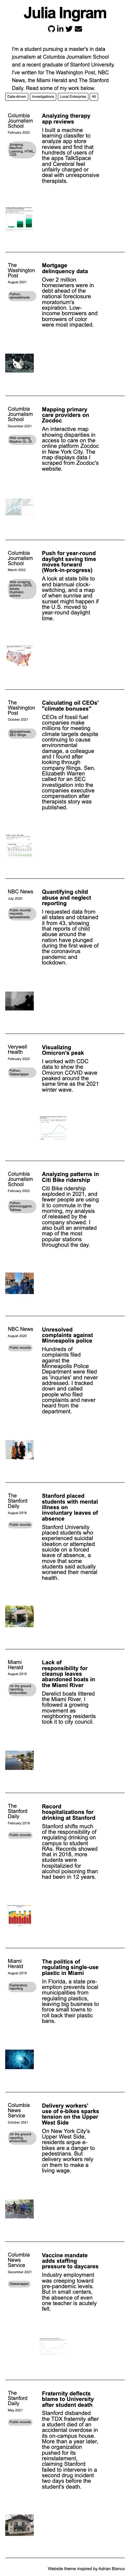 Julia Ingram
I'm a student pursuing a master's in data
journalism at Columbia Journalism School
and a recent graduate of Stanford University.
I've written for The Washington Post, NBC
News, the Miami Herald and The Stanford
Daily. Read some of my work below.
Data-driven
Investigations
Local Enterprise
All
Columbia
Journalism
School
February 2022
Scraping,
Machine
Learning, HTML,
CSS
Analyzing therapy
app reviews
I built a machine
learning classifier to
analyze app store
reviews and find that
hundreds of users of
the apps TalkSpace
and Cerebral feel
unfairly charged or
deal with unresponsive
therapists.
The
Washington
Post
August 2021
Python,
spreadsheets
Mortgage
delinquency data
Over 2 million
homeowners were in
debt ahead of the
national foreclosure
moratorium's
expiration. Low-
income borrowers and
borrowers of color
were most impacted.
Columbia
Journalism
School
December 2021
Web scraping,
Mapbox GL JS
Mapping primary
care providers on
Zocdoc
An interactive map
showing disparities in
access to care on the
online platform Zocdoc
in New York City. The
map displays data I
scraped from Zocdoc's
website.
Columbia
Journalism
School
March 2022
Push for year-round
daylight saving time
moves forward
(Work-in-progress)
A look at state bills to
end biannual clock-
switching, and a map
of when sunrise and
sunset might happen if
the U.S. moved to
year-round daylight
time.
The
Washington
Post
October 2021
Spreadsheets,
SEC filings
Calculating oil CEOs'
"climate bonuses"
CEOs of fossil fuel
companies make
millions for meeting
climate targets despite
continuing to cause
environmental
damage, a colleague
and I found after
looking through
company filings. Sen.
Elizabeth Warren
called for an SEC
investigation into the
companies executive
compensation after
therapists story was
published.
NBC News
July 2020
Public records
requests,
spreadsheets
Quantifying child
abuse and neglect
reporting
I requested data from
all states and obtained
it from 43, showing
that reports of child
abuse around the
nation have plunged
during the first wave of
the coronavirus
pandemic and
lockdown.
Verywell
Health
February 2022
Python,
Datawrapper
Visualizing
Omicron's peak
I worked with CDC
data to show the
Omicron COVID wave
peaked around the
same time as the 2021
winter wave.
Columbia
Journalism
School
February 2022
Analyzing patterns in
Citi Bike ridership
Citi Bike ridership
exploded in 2021, and
fewer people are using
it to commute in the
morning, my analysis
of releases by the
company showed. I
also built an animated
map of the most
popular stations
throughout the day.
NBC News
August 2020
Public records
Unresolved
complaints against
Minneapolis police
Hundreds of
complaints filed
against the
Minneapolis Police
Department were filed
as 'inquiries' and never
addressed. I tracked
down and called
people who filed
complaints and never
heard from the
department.
The
Stanford
Daily
August 2019
Public records
Stanford placed
students with mental
illness on
involuntary leaves of
absence
Stanford University
placed students who
experienced suicidal
ideation or attempted
suicide on a forced
leave of absence, a
move that some
students said actually
worsened their mental
health.
Miami
Herald
August 2019
On the ground
reporting,
photo/video
Lack of
responsibility for
cleanup leaves
abandoned boats in
the Miami River
Derelict boats littered
the Miami River. I
followed a growing
movement as
neighboring residents
took it to city council.
The
Stanford
Daily
February 2019
Public records
Record
hospitalizations for
drinking at Stanford
Stanford shifts much
of the responsibility of
regulating drinking on
campus to student
RAs. Records showed
that in 2018, more
students were
hospitalizied for
alcohol poisoning than
had been in 12 years.
Miami
Herald
August 2019
Explanatory
reporting
The politics of
regulating single-use
plastic in Miami
In Florida, a state pre-
emption prevents local
municipalities from
regulating plastics,
leaving big business to
force small towns to
roll back their plastic
bans.
Columbia
News
Service
October 2021
On the ground
reporting,
photo/video
Delivery workers'
use of e-bikes sparks
tension on the Upper
West Side
On New York City's
Upper West Side,
residents argue e-
bikes are a danger to
pedestrians. But
delivery workers rely
on them to make a
living wage.
Columbia
News
Service
December 2021
Datawrapper
Vaccine mandate
adds staffing
pressure to daycares
Industry employment
was creeping toward
pre-pandemic levels.
But in small centers,
the absence of even
one teacher is acutely
felt.
The
Stanford
Daily
May 2021
Public records
Fraternity deflects
blame to University
after student death
Stanford disbanded
the TDX fraternity after
a student died of an
accidental overdose in
its on-campus house.
More than a year later,
the organization
pushed for its
reinstatement,
claiming Stanford
failed to intervene in a
second drug incident
two days before the
student's death.
Website theme inspired by Adrian Blanco